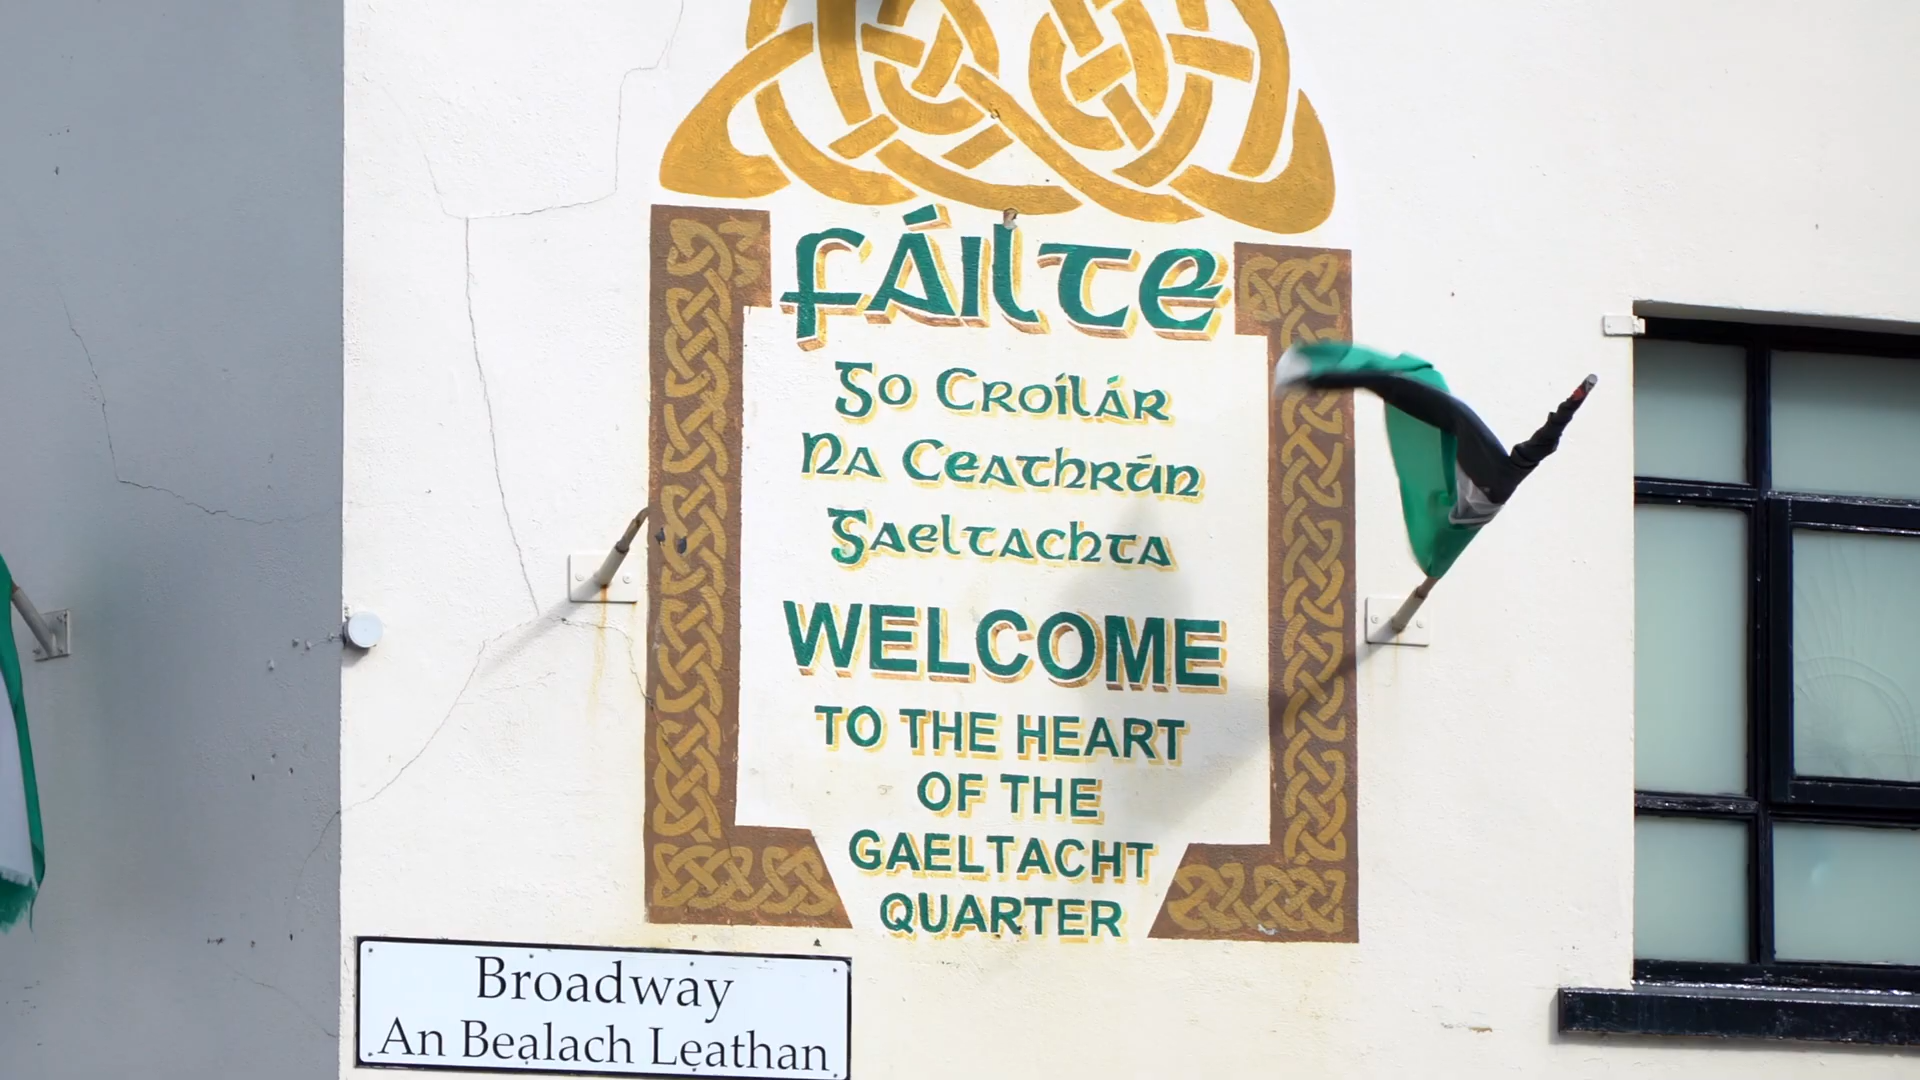 FÁILTE
Go Croílár
Na Ceathrún
Gaeltachta
WELCOME
TO THE HEART
OF THE
GAELTACHT
QUARTER
Broadway
An Bealach Leathan